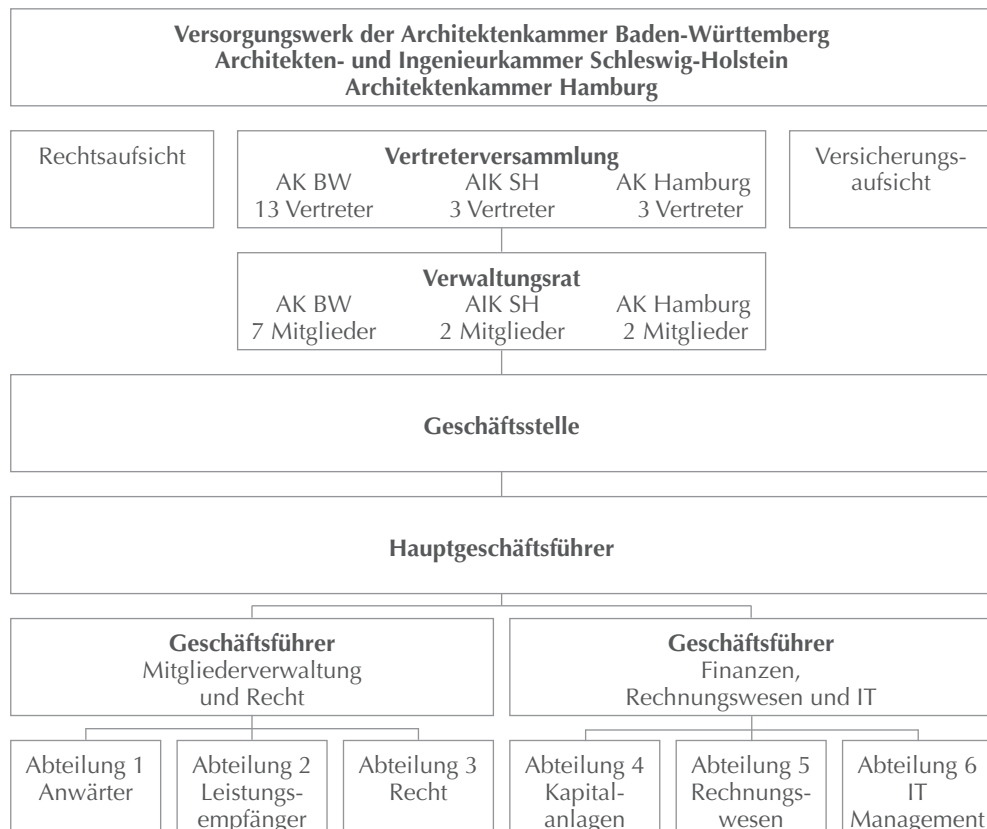 Versorgungswerk der Architektenkammer Baden-Württemberg
Architekten- und Ingenieurkammer Schleswig-Holstein
Architektenkammer Hamburg
Rechtsaufsicht
Vertreterversammlung
AK BW AIK SH AK Hamburg
13 Vertreter 3 Vertreter 3 Vertreter
Versicherungs-
aufsicht
Verwaltungsrat
AK BW AIK SH AK Hamburg
7 Mitglieder 2 Mitglieder 2 Mitglieder
Geschäftsstelle
Hauptgeschäftsführer
Geschäftsführer
Mitgliederverwaltung
und Recht
Geschäftsführer
Finanzen,
Rechnungswesen und IT
Abteilung 1
Anwärter
Abteilung 2
Leistungs-
empfänger
Abteilung 3
Recht
Abteilung 4
Kapital-
anlagen
Abteilung 5
Rechnungs-
wesen
Abteilung 6
IT
Management